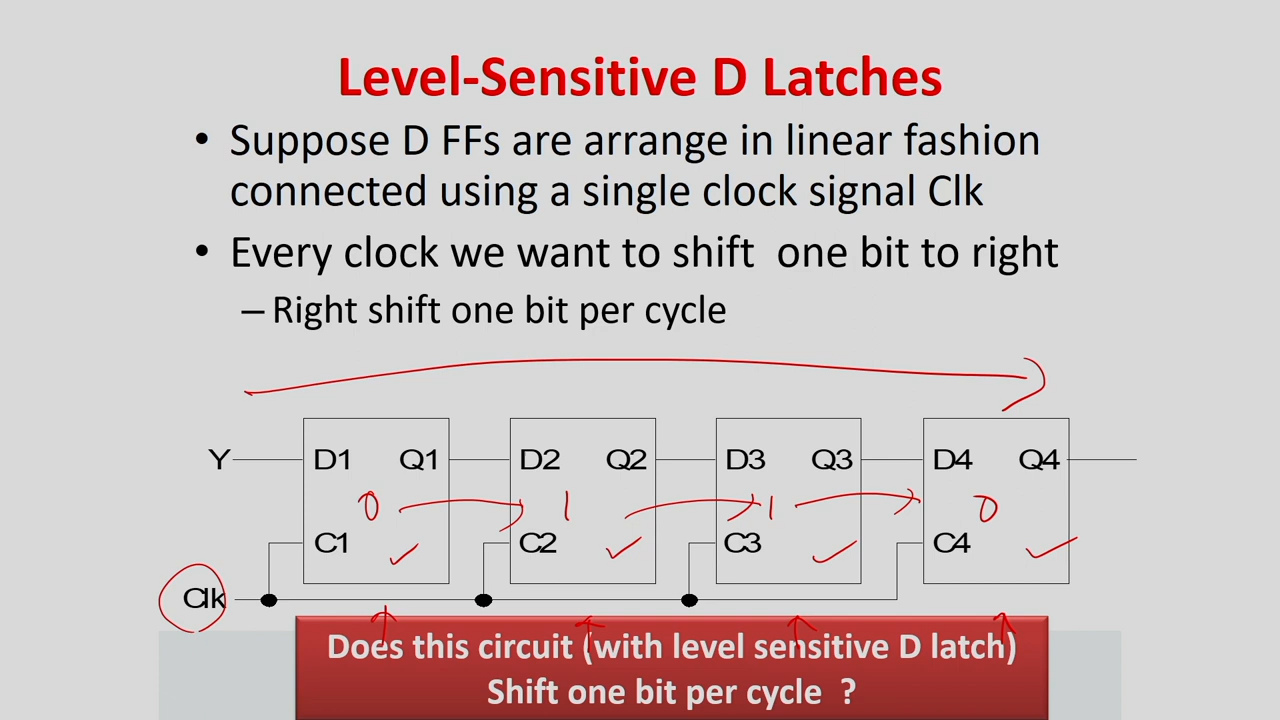 Level-Sensitive D Latches
• Suppose D FFs are arrange in linear fashion
connected using a single clock signal Clk
• Every clock we want to shift one bit to right
– Right shift one bit per cycle
Y D1 Q1 D2 Q2 D3 Q3 D4 Q4
0 1 1 0
C1 C2 C3 C4
Clk
Does this circuit (with level sensitive D latch)
Shift one bit per cycle ?